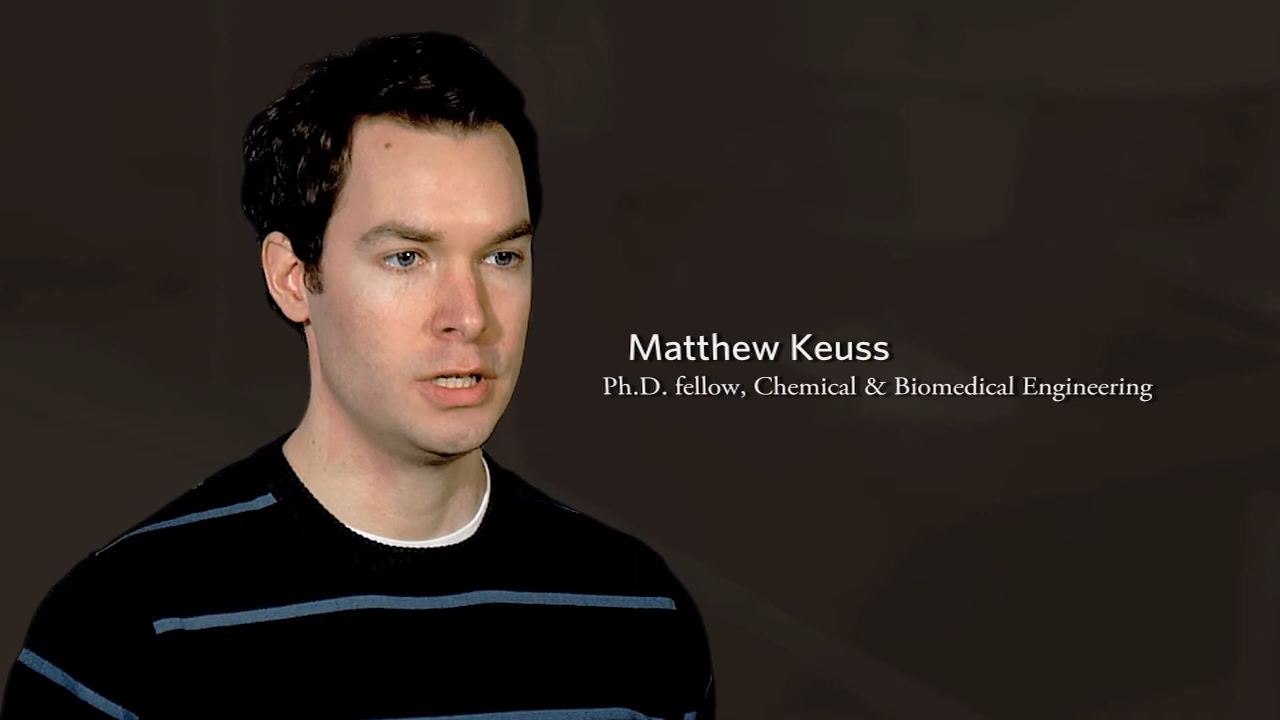 Matthew Keuss
Ph.D. fellow, Chemical & Biomedical Engineering